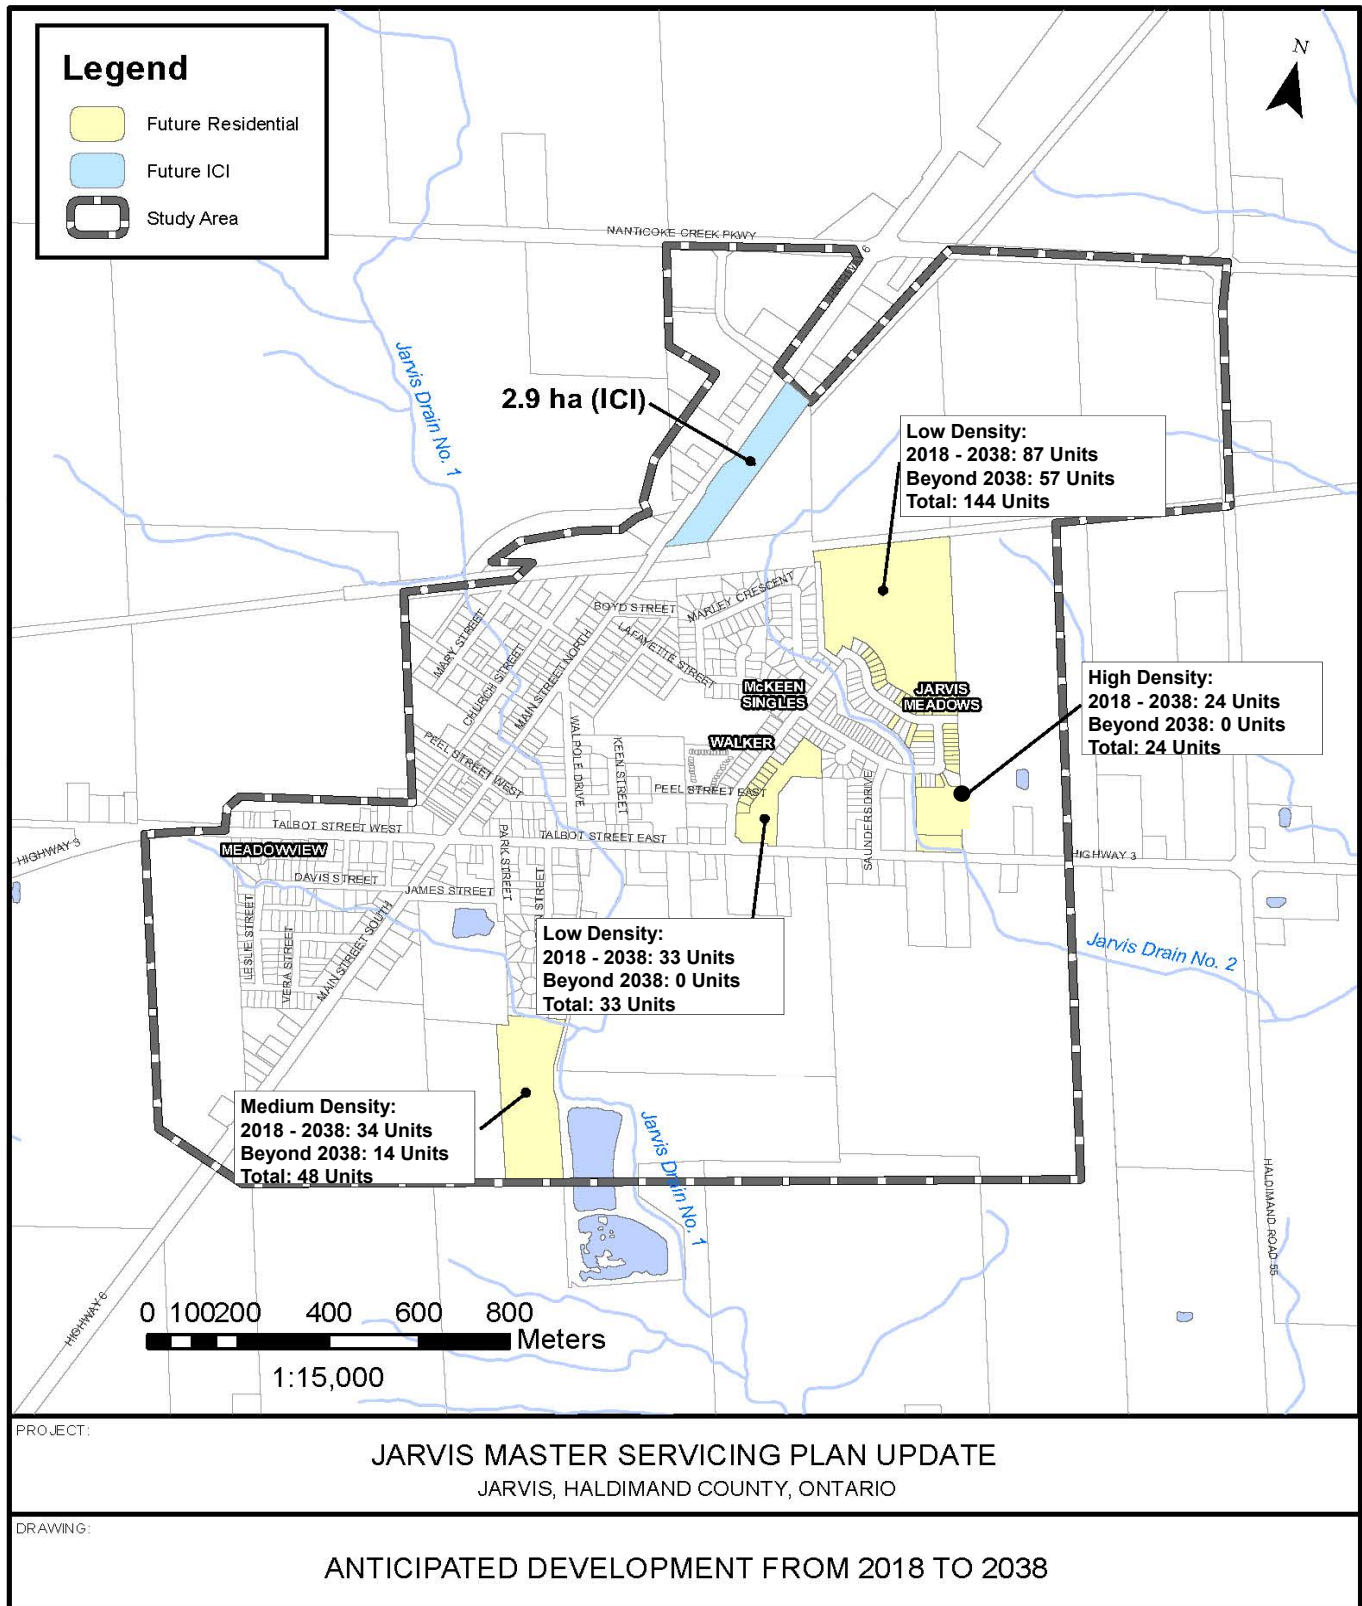 Legend
Future Residential
Future ICI
Study Area
N
NANTICOKE CREEK PKWY
Jarvis Drain No. 1
2.9 ha (ICI)
Low Density:
2018 - 2038: 87 Units
Beyond 2038: 57 Units
Total: 144 Units
BOYD STREET
MARLEY CRESCENT
LAFAYETTE STREET
MARY STREET
CHURCH STREET
MAIN STREET NORTH
McKEEN
SINGLES
JARVIS
MEADOWS
High Density:
2018 - 2038: 24 Units
Beyond 2038: 0 Units
Total: 24 Units
WALKER
PEEL STREET WEST
WALPOLE DRIVE
KEEN STREET
PEEL STREET EAST
SAUNDERS DRIVE
TALBOT STREET WEST
TALBOT STREET EAST
HIGHWAY 3
HIGHWAY 3
MEADOWVIEW
DAVIS STREET
JAMES STREET
PARK STREET
STREET
LESLIE STREET
VERA STREET
MAIN STREET SOUTH
Low Density:
2018 - 2038: 33 Units
Beyond 2038: 0 Units
Total: 33 Units
Jarvis Drain No. 2
Medium Density:
2018 - 2038: 34 Units
Beyond 2038: 14 Units
Total: 48 Units
Jarvis Drain No. 1
HALDIMAND ROAD 55
HIGHWAY 6
0 100 200 400 600 800
Meters
1:15,000
PROJECT:
JARVIS MASTER SERVICING PLAN UPDATE
JARVIS, HALDIMAND COUNTY, ONTARIO
DRAWING:
ANTICIPATED DEVELOPMENT FROM 2018 TO 2038